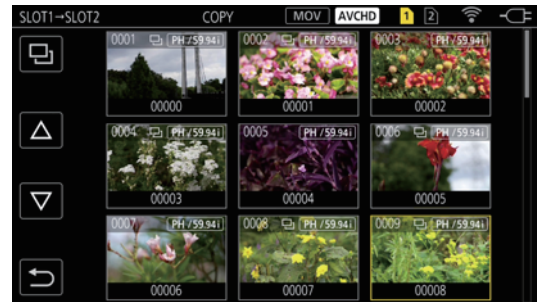 SLOT1→SLOT2 COPY MOV AVCHD 1 2
0001 PH /59.94i 0002 PH /59.94i 0003 PH /59.94i
00000 00001 00002
0004 PH /59.94i 0005 PH /59.94i 0006 PH /59.94i
00003 00004 00005
0007 PH /59.94i 0008 PH /59.94i 0009 PH /59.94i
00006 00007 00008